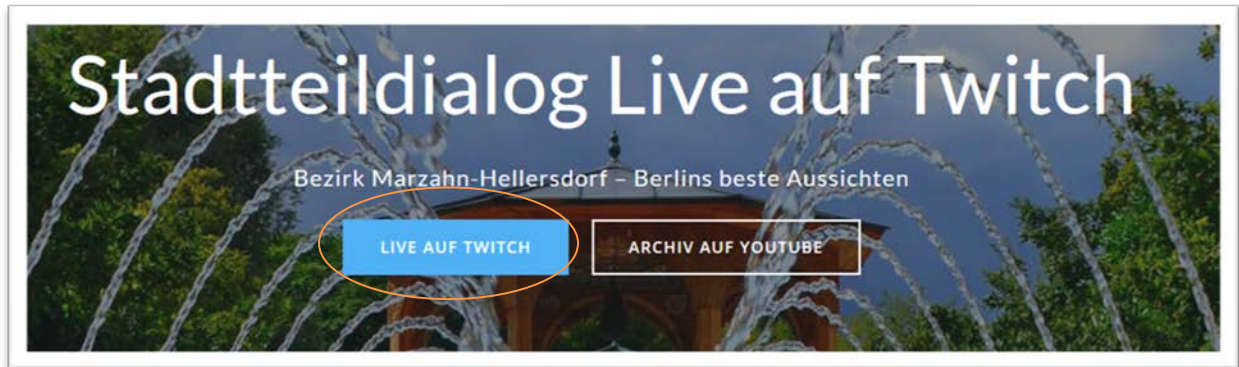 Stadtteildialog Live auf Twitch
Bezirk Marzahn-Hellersdorf – Berlins beste Aussichten
LIVE AUF TWITCH
ARCHIV AUF YOUTUBE